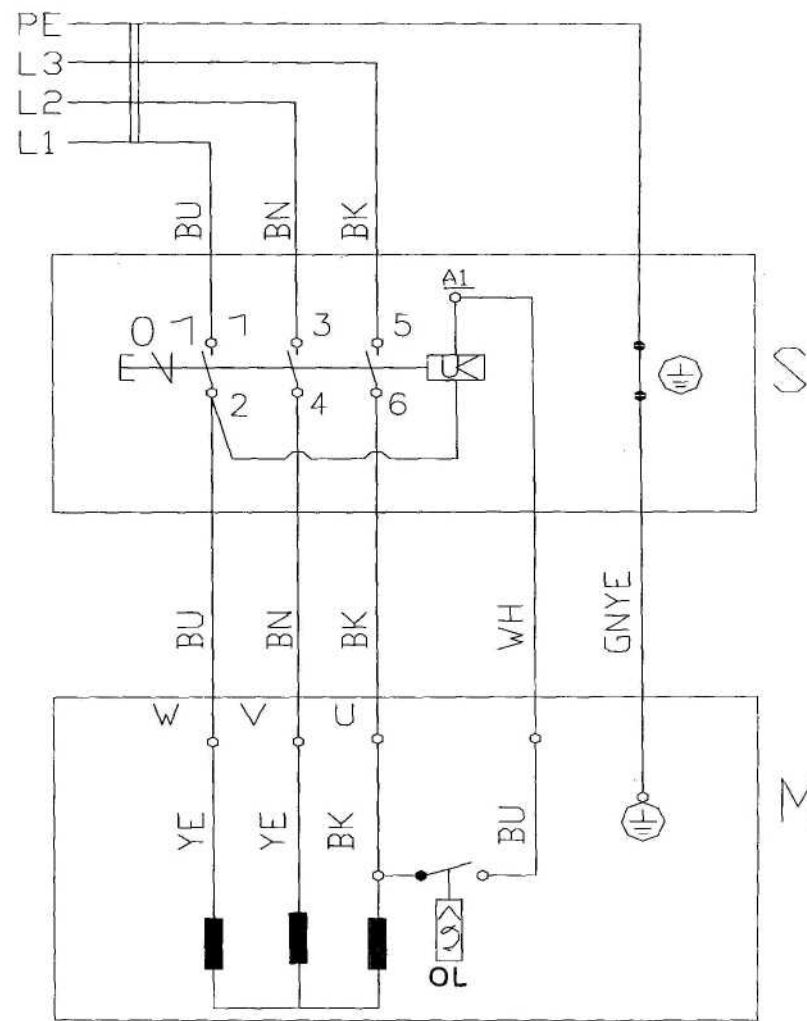 PE
L3
L2
L1
BU BN BK
A1
0 1 1 3 5
U<
S
2 4 6
BU BN BK WH GNYE
W V U
M
YE YE BK BU
OL